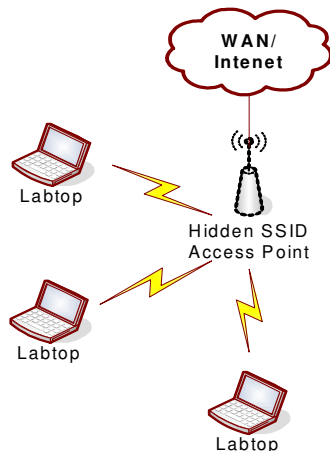 WAN/
Intenet
Labtop
Hidden SSID
Access Point
Labtop
Labtop